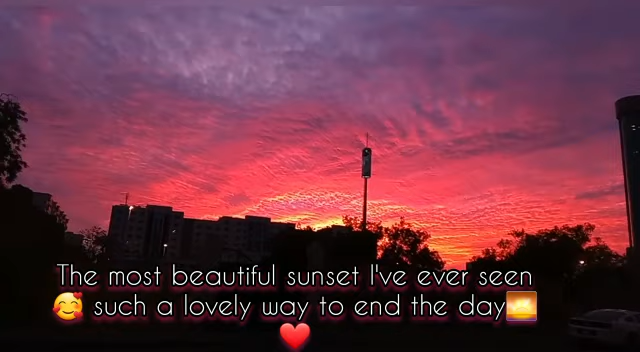 The most beautiful sunset I've ever seen
🥰 such a lovely way to end the day🌅
❤️